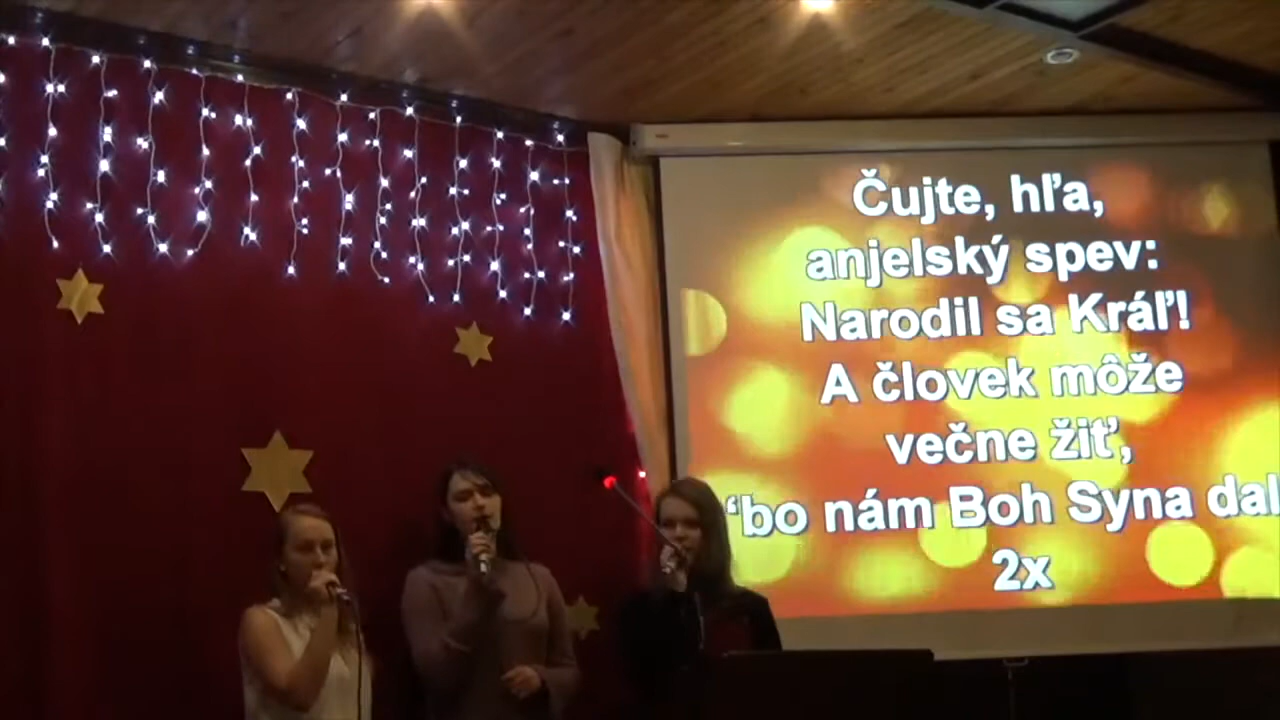 Čujte, hľa,
anjelský spev:
Narodil sa Kráľ!
A človek môže
večne žiť,
‘bo nám Boh Syna dal
2x